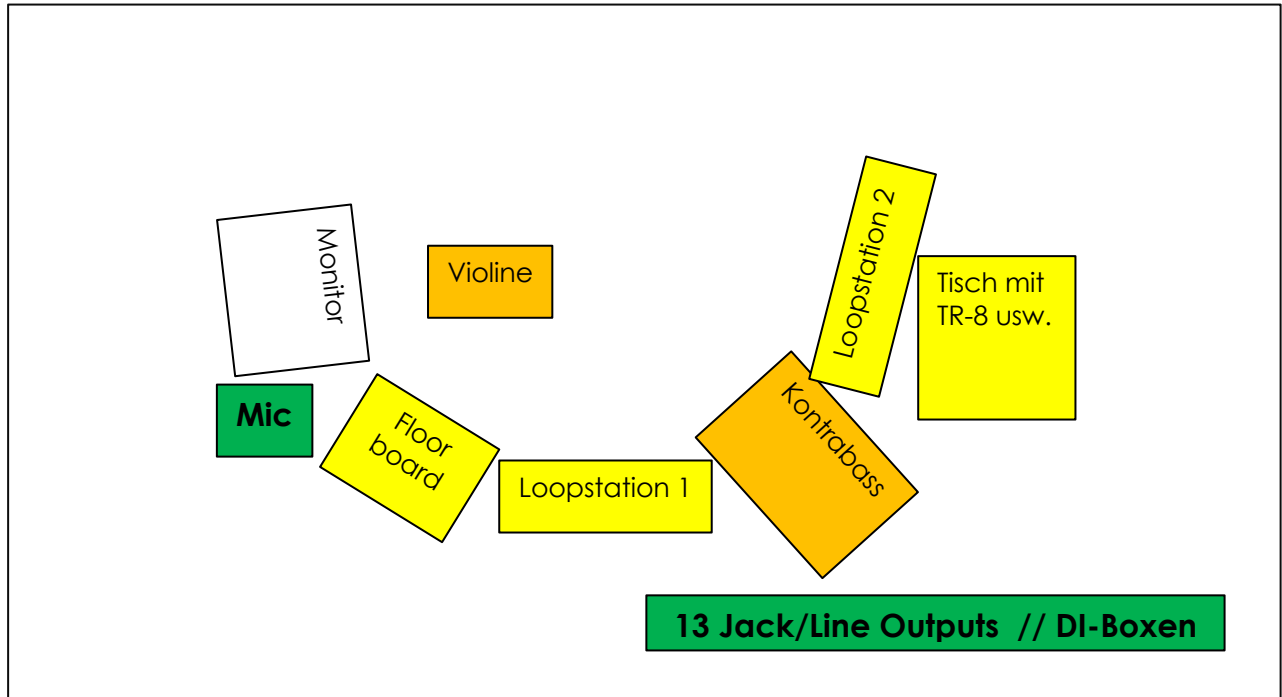 Monitor
Violine
Loopstation 2
Tisch mit
TR-8 usw.
Mic
Floor
board
Loopstation 1
Kontrabass
13 Jack/Line Outputs // DI-Boxen